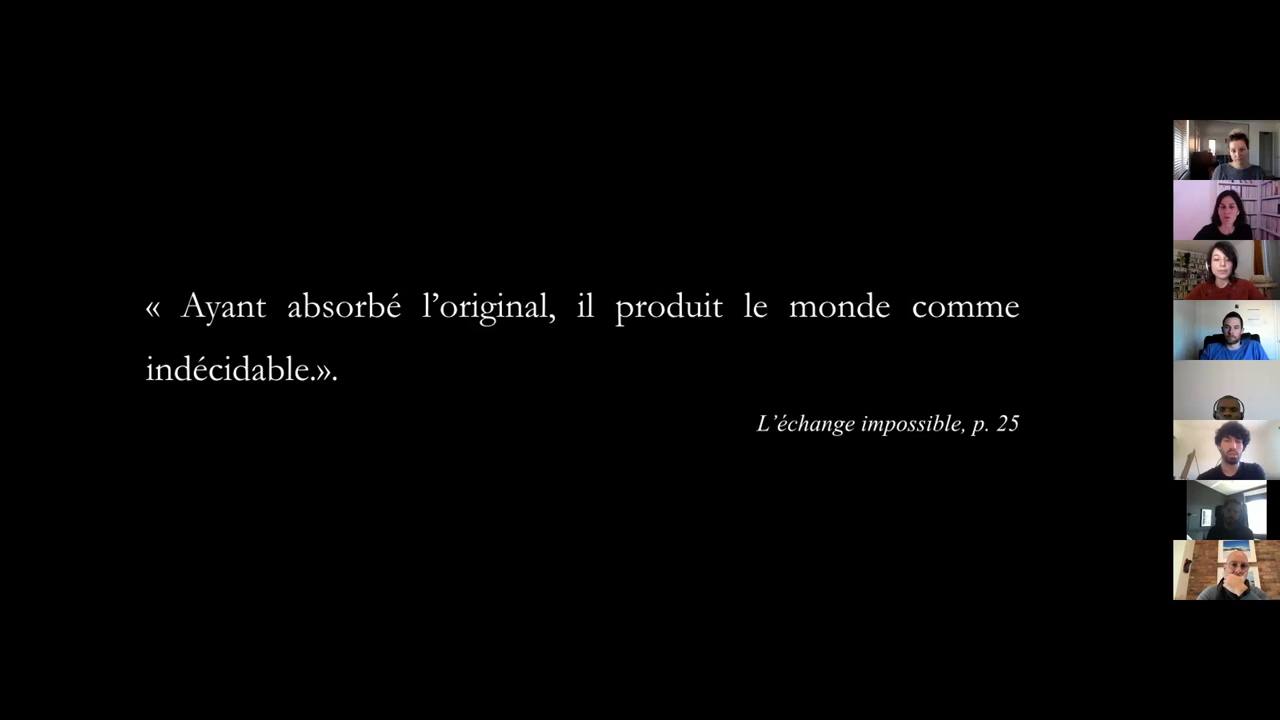 « Ayant absorbé l’original, il produit le monde comme
indécidable.».
L’échange impossible, p. 25